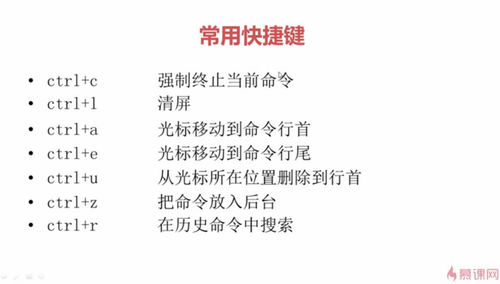 常用快捷键
• ctrl+c 强制终止当前命令
• ctrl+l 清屏
• ctrl+a 光标移动到命令行首
• ctrl+e 光标移动到命令行尾
• ctrl+u 从光标所在位置删除到行首
• ctrl+z 把命令放入后台
• ctrl+r 在历史命令中搜索
慕课网